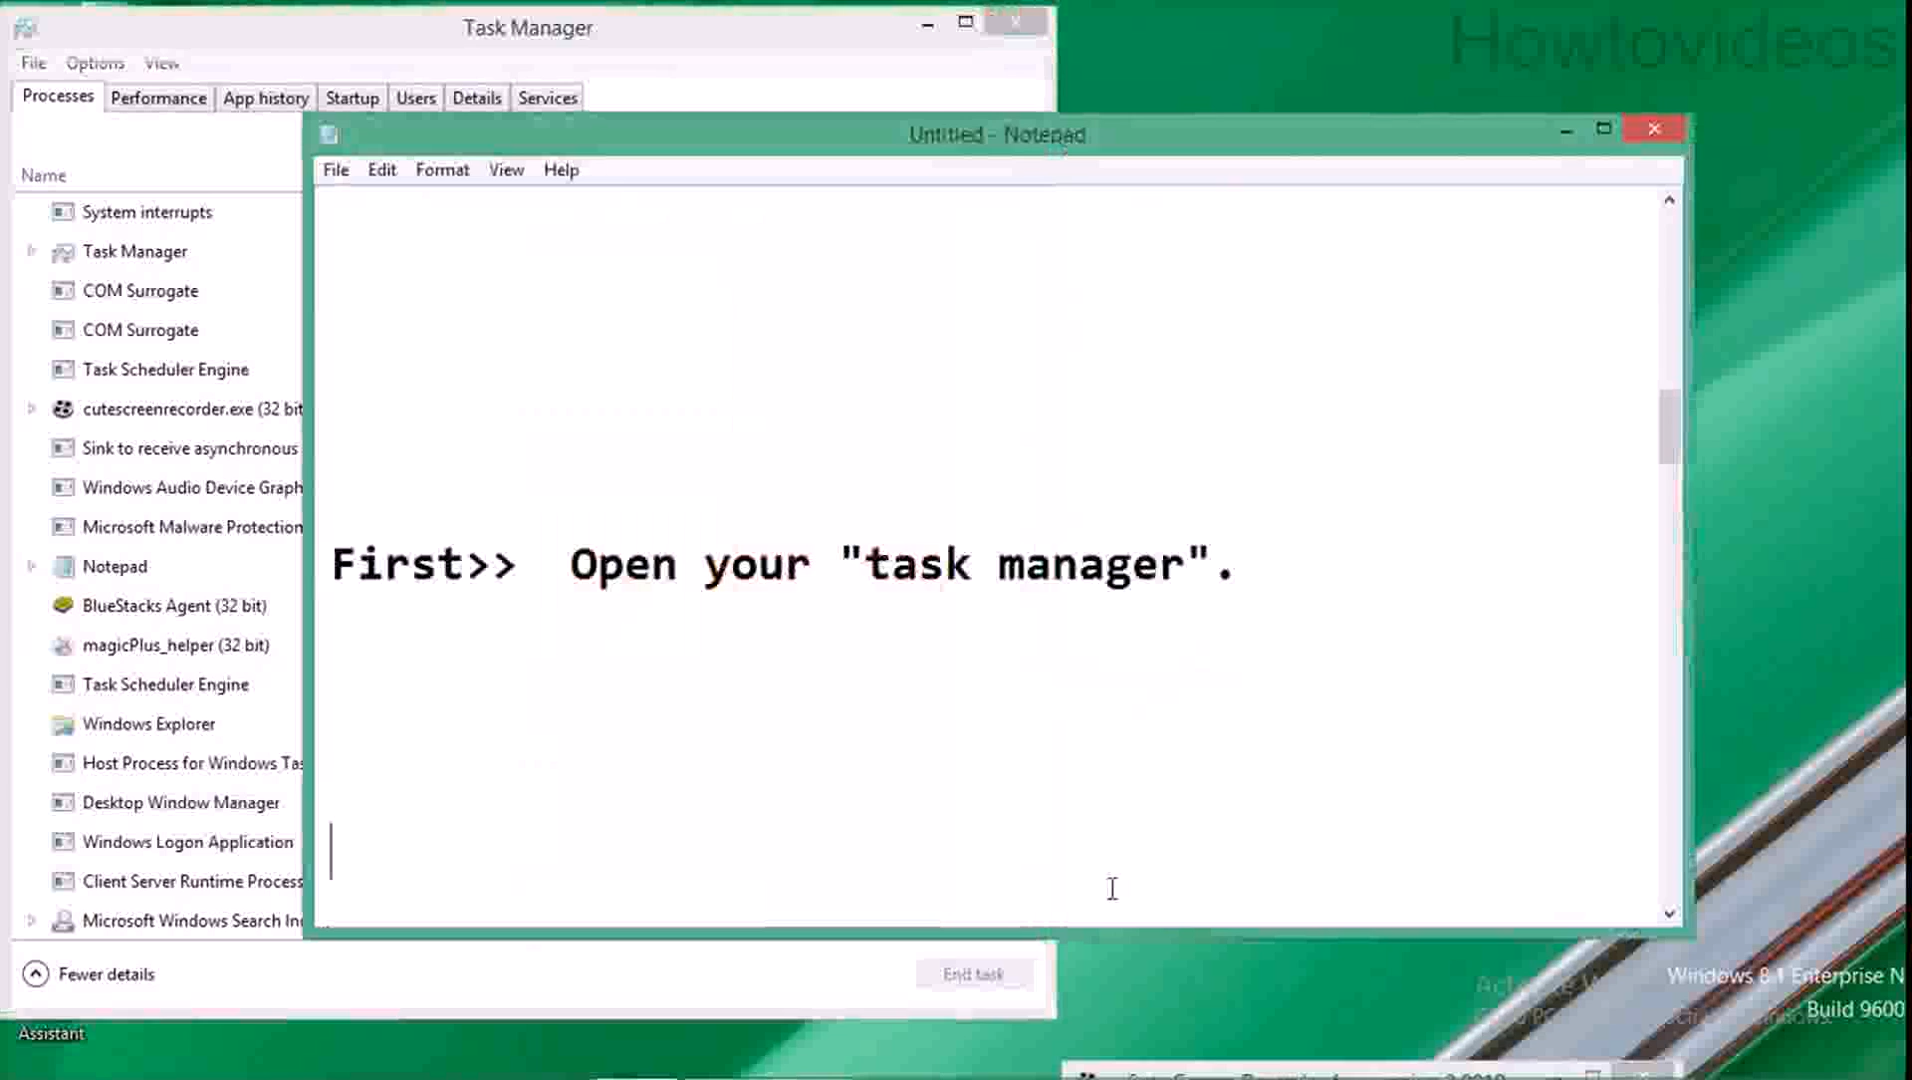 Howtovideos
Task Manager
File Options View
Processes Performance App history Startup Users Details Services
Untitled - Notepad
File Edit Format View Help
Name
System interrupts
Task Manager
COM Surrogate
COM Surrogate
Task Scheduler Engine
cutescreenrecorder.exe (32 bit
Sink to receive asynchronous
Windows Audio Device Graph
Microsoft Malware Protection
First>> Open your "task manager".
Notepad
BlueStacks Agent (32 bit)
magicPlus_helper (32 bit)
Task Scheduler Engine
Windows Explorer
Host Process for Windows Tas
Desktop Window Manager
Windows Logon Application
Client Server Runtime Process
Microsoft Windows Search Ind
Fewer details
End task
Windows 8.1 Enterprise N
Build 9600
Assistant